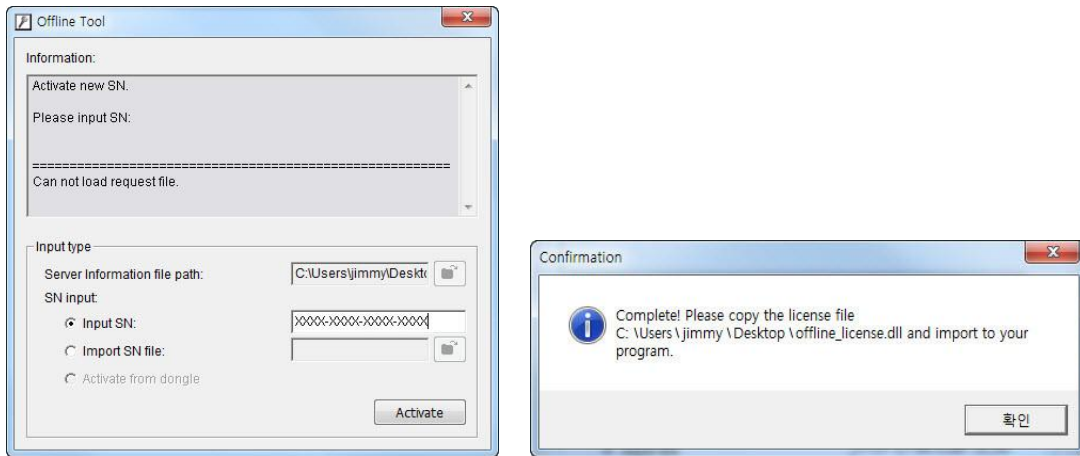 Offline Tool
Information:
Activate new SN.
Please input SN:
=======================================================
Can not load request file.
Input type
Server Information file path:
C:\Users\jimmy\Deskt
SN input:
Input SN:
XXXX-XXXX-XXXX-XXXX
Import SN file:
Activate from dongle
Activate
Confirmation
Complete! Please copy the license file
C: \Users \ jimmy \ Desktop \ offline_license.dll and import to your
program.
확인